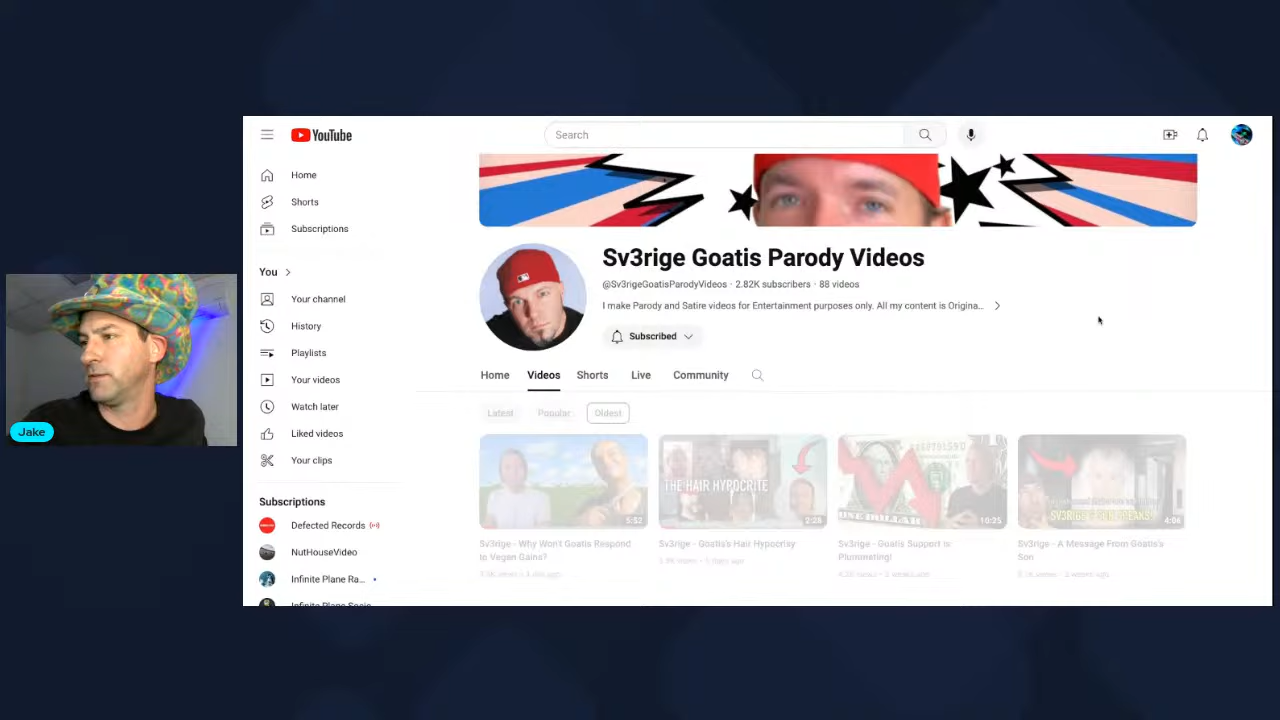 YouTube
Search
Home
Shorts
Subscriptions
You
Your channel
History
Playlists
Your videos
Watch later
Liked videos
Your clips
Subscriptions
Defected Records
NutHouseVideo
Infinite Plane Ra...
Infinite Plane
Sv3rige Goatis Parody Videos
@Sv3rigeGoatisParodyVideos · 2.82K subscribers · 88 videos
I make Parody and Satire videos for Entertainment purposes only. All my content is Origina...
Subscribed
Home Videos Shorts Live Community
Latest Popular Oldest
5:52
THE HAIR HYPOCRITE
10:25
4:04
Sv3rige - Why Won't Goatis Respond
to Vegan Gains?
Sv3rige - Goatis's Hair Hypocrisy
Sv3rige - Goatis Support is
Plummating!
Sv3rige - A Message From Goatis's
Son
Jake